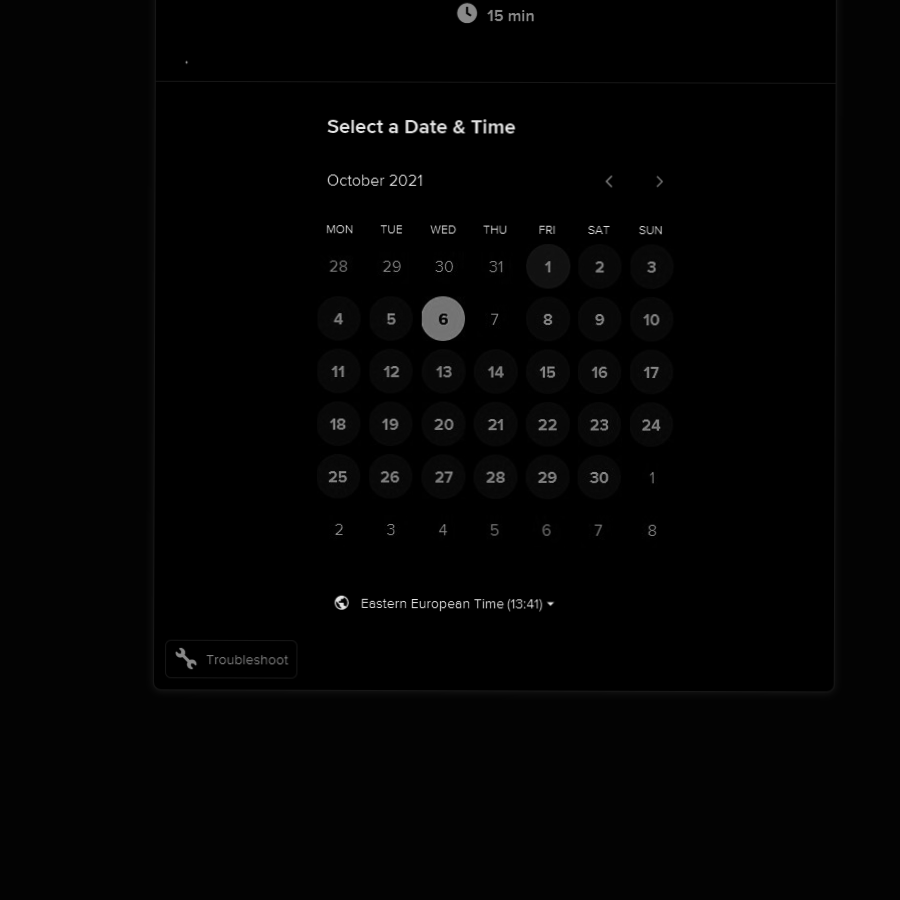 15 min
.
Select a Date & Time
October 2021
MON TUE WED THU FRI SAT SUN
28 29 30 31 1 2 3
4 5 6 7 8 9 10
11 12 13 14 15 16 17
18 19 20 21 22 23 24
25 26 27 28 29 30 1
2 3 4 5 6 7 8
Eastern European Time (13:41)
Troubleshoot